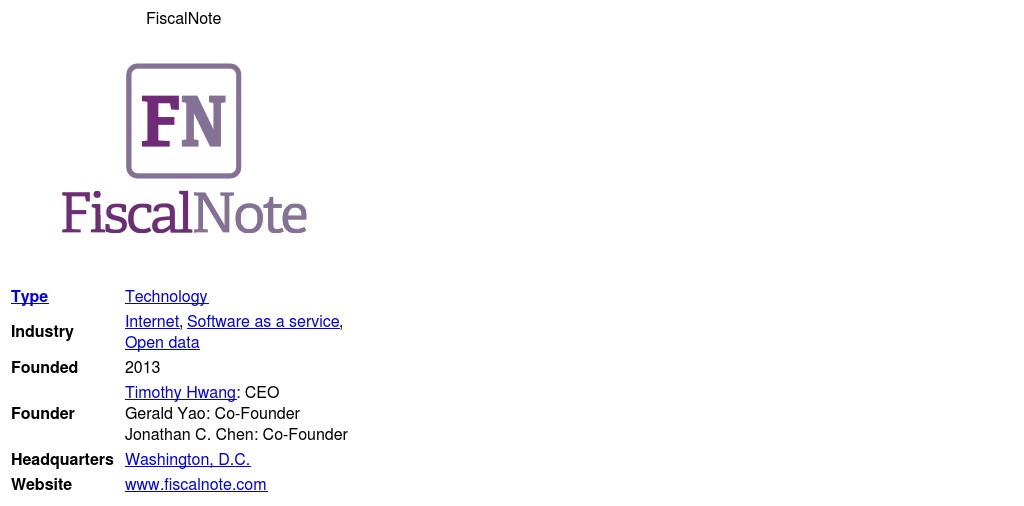 FiscalNote
FN
FiscalNote
Type Technology
Industry Internet, Software as a service,
Open data
Founded 2013
Founder Timothy Hwang: CEO
Gerald Yao: Co-Founder
Jonathan C. Chen: Co-Founder
Headquarters Washington, D.C.
Website www.fiscalnote.com